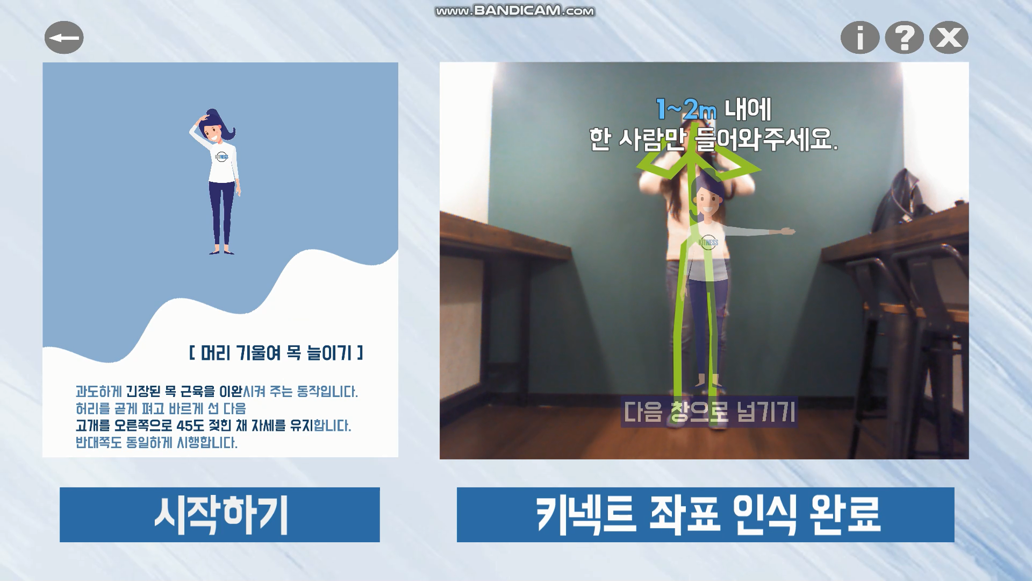 www.BANDICAM.com
i ? X
1~2m 내에
한 사람만 들어와주세요.
FITNESS
다음 창으로 넘기기
[ 머리 기울여 목 늘이기 ]
과도하게 긴장된 목 근육을 이완시켜 주는 동작입니다.
허리를 곧게 펴고 바르게 선 다음
고개를 오른쪽으로 45도 젖힌 채 자세를 유지합니다.
반대쪽도 동일하게 시행합니다.
시작하기
키넥트 좌표 인식 완료